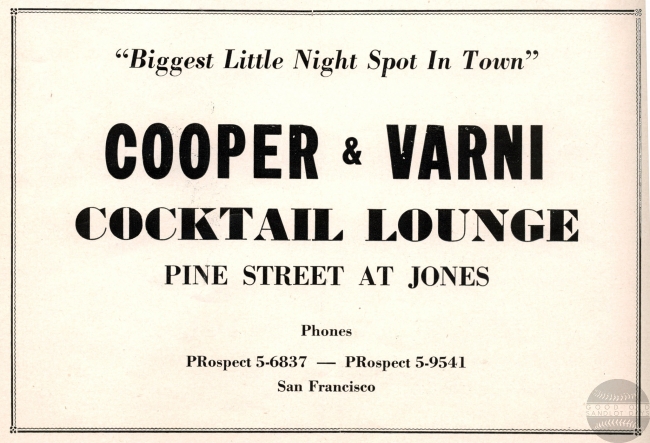 “Biggest Little Night Spot In Town”
COOPER & VARNI
COCKTAIL LOUNGE
PINE STREET AT JONES
Phones
PRospect 5-6837 — PRospect 5-9541
San Francisco